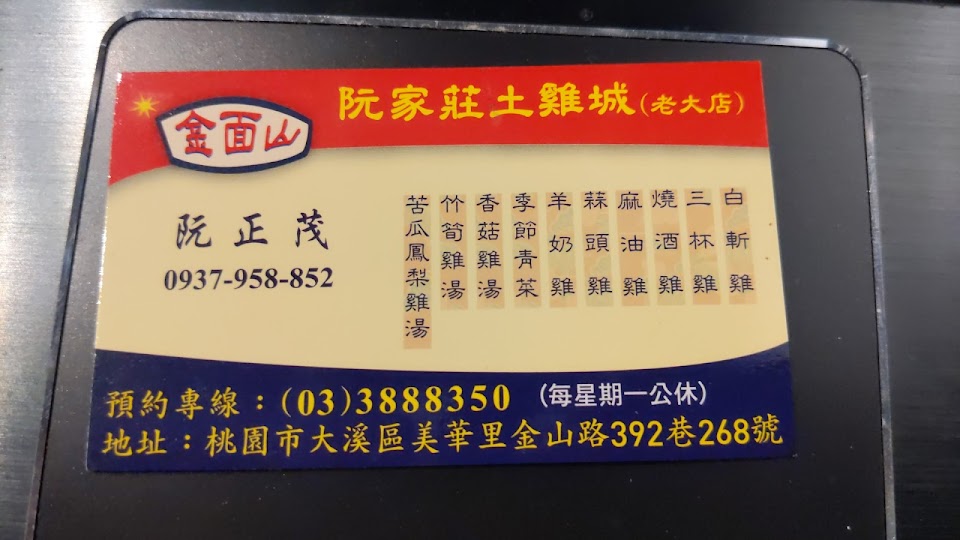 金面山
阮家莊土雞城(老大店)
阮正茂
0937-958-852
白斬雞
三杯雞
燒酒雞
麻油雞
蒜頭雞
羊奶雞
季節青菜
香菇雞湯
竹筍雞湯
苦瓜鳳梨雞湯
預約專線：(03)3888350 (每星期一公休)
地址：桃園市大溪區美華里金山路392巷268號